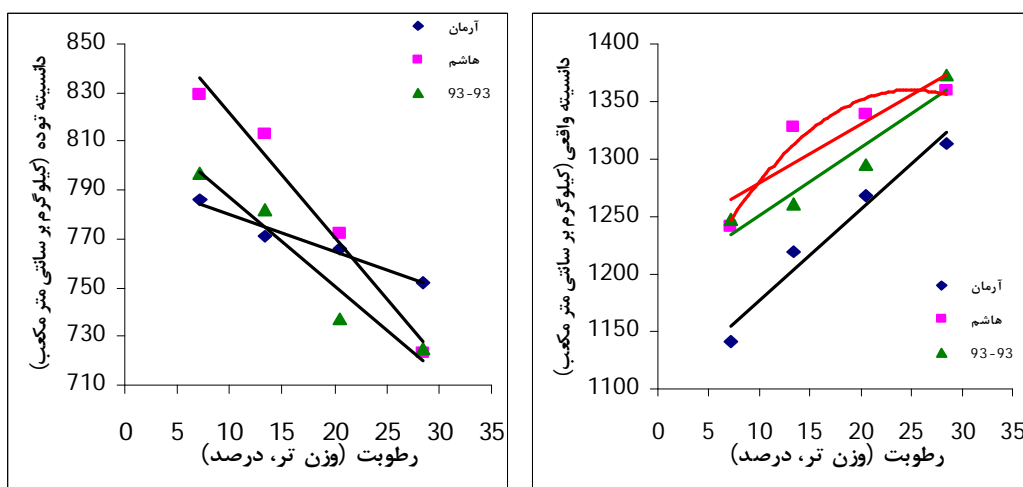 دانسیته توده (کیلوگرم بر سانتی متر مکعب)
850
830
810
790
770
750
730
710
0 5 10 15 20 25 30 35
رطوبت (وزن تر، درصد)
آرمان
هاشم
93-93
دانسیته واقعی (کیلوگرم بر سانتی متر مکعب)
1400
1350
1300
1250
1200
1150
1100
0 5 10 15 20 25 30 35
رطوبت (وزن تر، درصد)
آرمان
هاشم
93-93